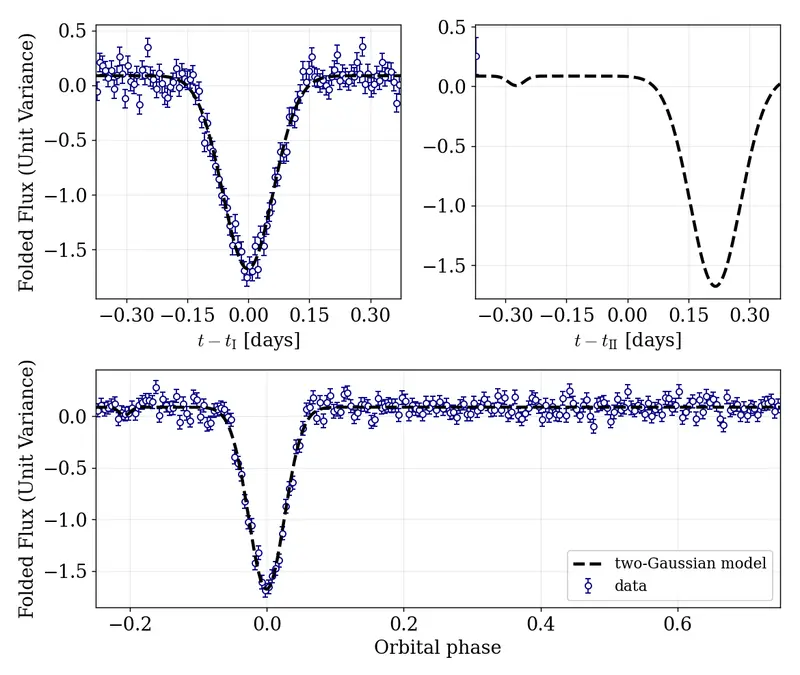 Folded Flux (Unit Variance)
0.5
0.0
−0.5
−1.0
−1.5
−0.30 −0.15 0.00 0.15 0.30
t − t_I [days]
0.5
0.0
−0.5
−1.0
−1.5
−0.30 −0.15 0.00 0.15 0.30
t − t_II [days]
Folded Flux (Unit Variance)
0.0
−0.5
−1.0
−1.5
−0.2 0.0 0.2 0.4 0.6
Orbital phase
two-Gaussian model
data